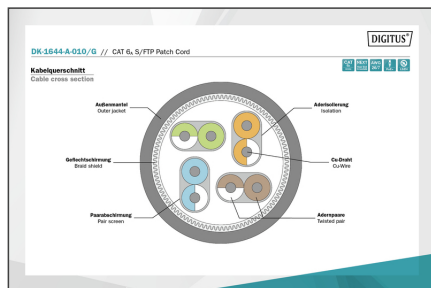 DIGITUS®
DK-1644-A-010/G // CAT 6A S/FTP Patch Cord
Kabelquerschnitt
Cable cross section
Außenmantel
Outer jacket
Aderisolierung
Isolation
Geflechtschirmung
Braid shield
Cu-Draht
Cu-Wire
Paarabschirmung
Pair screen
Adernpaare
Twisted pair